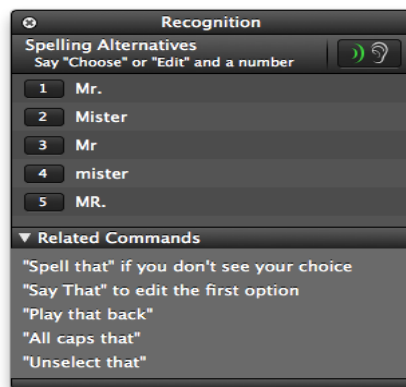 Recognition
Spelling Alternatives
Say "Choose" or "Edit" and a number
1 Mr.
2 Mister
3 Mr
4 mister
5 MR.
Related Commands
"Spell that" if you don't see your choice
"Say That" to edit the first option
"Play that back"
"All caps that"
"Unselect that"